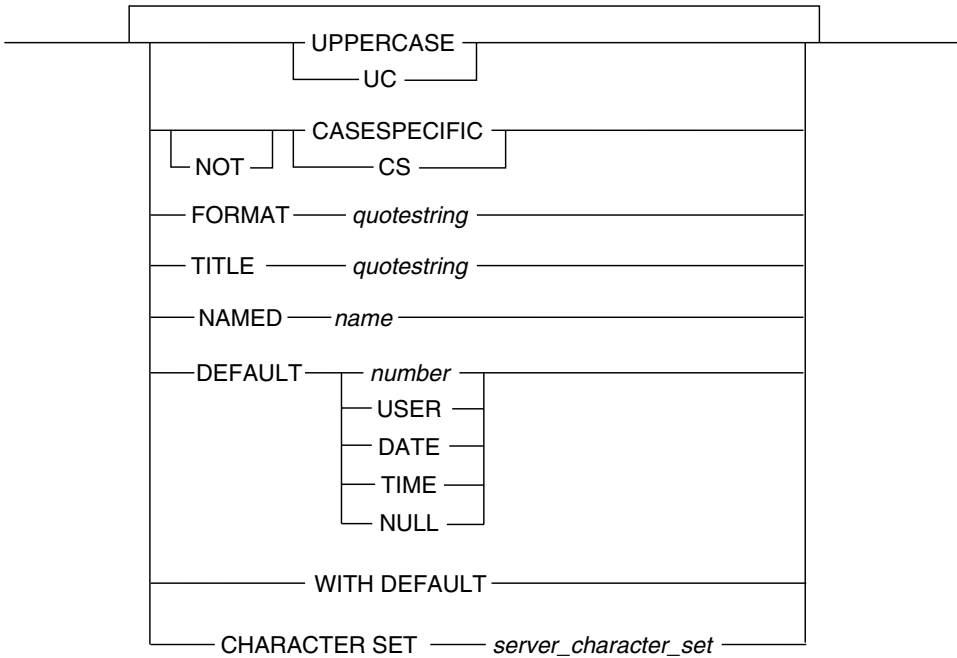 UPPERCASE
UC
CASESPECIFIC
NOT CS
FORMAT quotestring
TITLE quotestring
NAMED name
DEFAULT number
USER
DATE
TIME
NULL
WITH DEFAULT
CHARACTER SET server_character_set